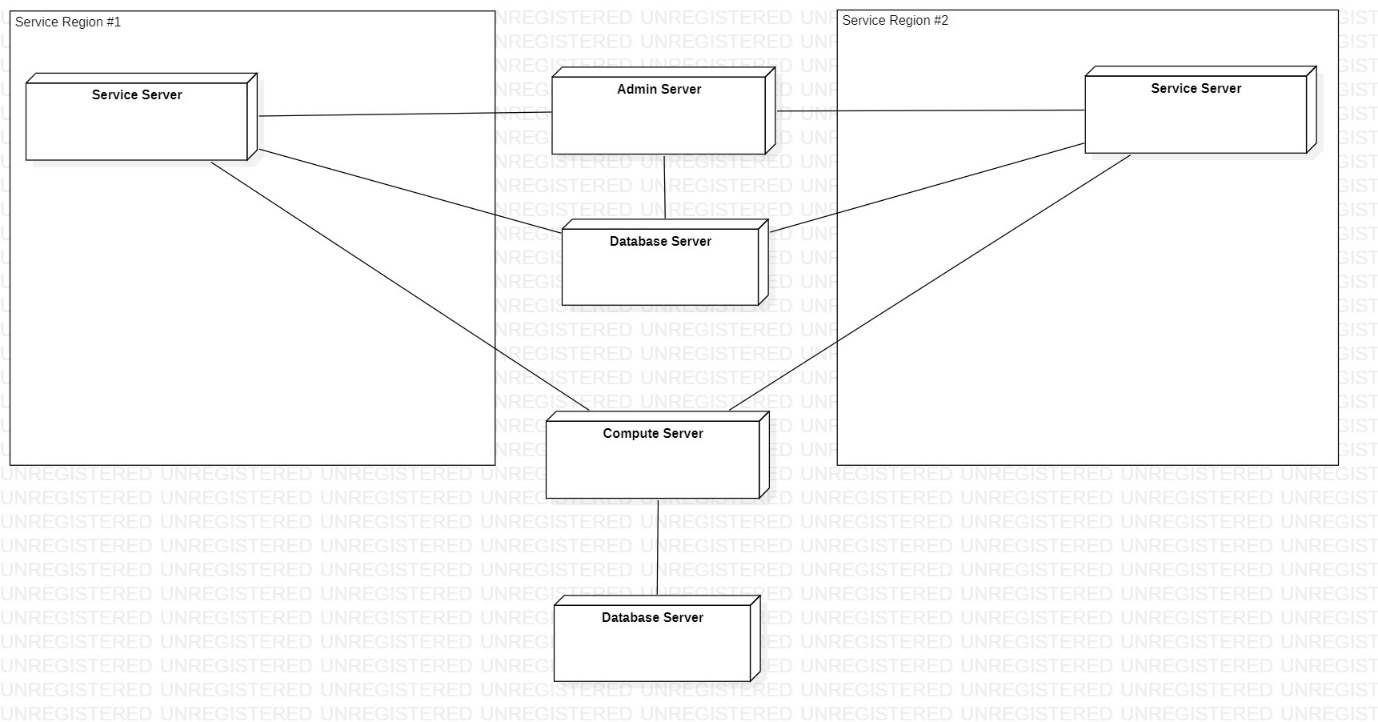 Service Region #1
Service Region #2
Service Server
Admin Server
Service Server
Database Server
Compute Server
Database Server
UNREGISTERED UNREGISTERED UNREGISTERED UNREGISTERED UNREGISTERED UNREGISTERED UNREGISTERED UNREGISTERED UNREGIST